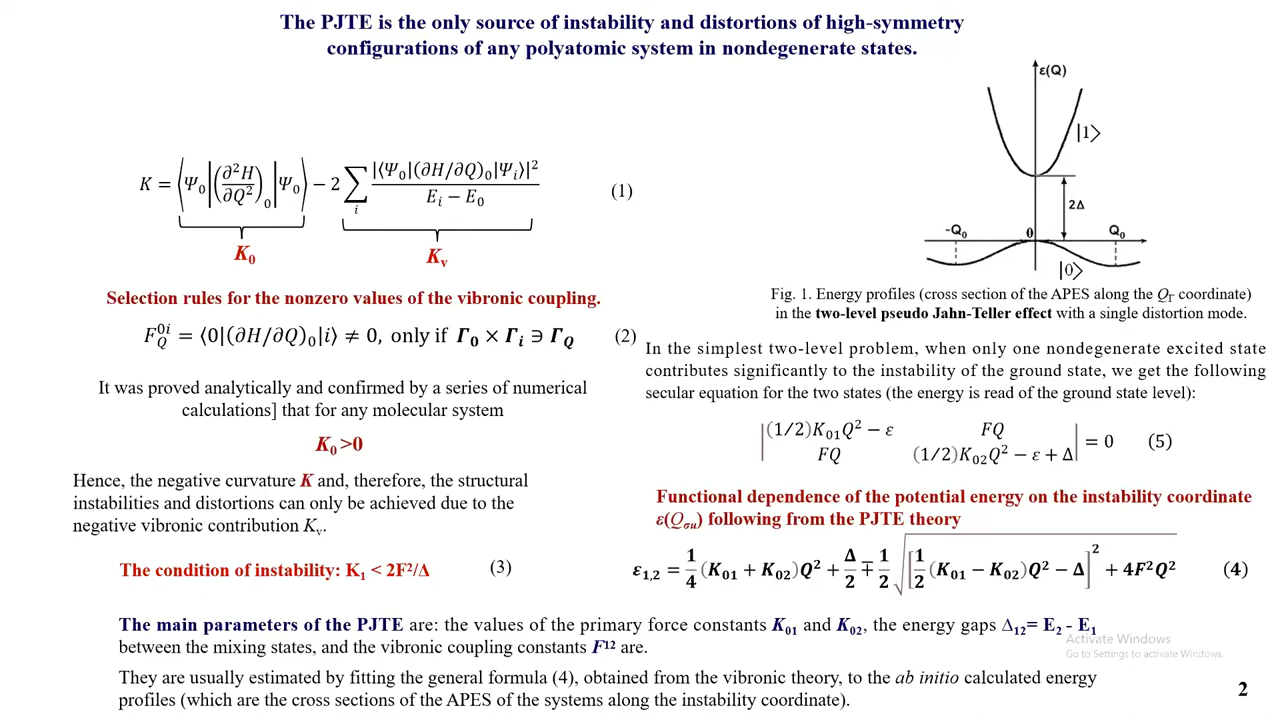 The PJTE is the only source of instability and distortions of high-symmetry
configurations of any polyatomic system in nondegenerate states.
K = ⟨Ψ₀|(∂²H/∂Q²)₀|Ψ₀⟩ − 2 ∑ᵢ |⟨Ψ₀|(∂H/∂Q)₀|Ψᵢ⟩|² / (Eᵢ − E₀) (1)
K₀ Kᵥ
Selection rules for the nonzero values of the vibronic coupling.
F_Q^{0i} = ⟨0|(∂H/∂Q)₀|i⟩ ≠ 0, only if Γ₀ × Γᵢ ∋ Γ_Q (2)
It was proved analytically and confirmed by a series of numerical
calculations] that for any molecular system
K₀ >0
Hence, the negative curvature K and, therefore, the structural
instabilities and distortions can only be achieved due to the
negative vibronic contribution Kᵥ.
The condition of instability: K₁ < 2F²/Δ (3)
ε(Q)
|1⟩
2Δ
-Q₀ 0 Q₀
|0⟩
Fig. 1. Energy profiles (cross section of the APES along the Q_Γ coordinate)
in the two-level pseudo Jahn-Teller effect with a single distortion mode.
In the simplest two-level problem, when only one nondegenerate excited state
contributes significantly to the instability of the ground state, we get the following
secular equation for the two states (the energy is read of the ground state level):
|(1/2)K₀₁Q² − ε FQ|
|FQ (1/2)K₀₂Q² − ε + Δ| = 0 (5)
Functional dependence of the potential energy on the instability coordinate
ε(Q_σu) following from the PJTE theory
ε₁,₂ = 1/4 (K₀₁ + K₀₂)Q² + Δ/2 ∓ 1/2 √([1/2 (K₀₁ − K₀₂)Q² − Δ]² + 4F²Q²) (4)
The main parameters of the PJTE are: the values of the primary force constants K₀₁ and K₀₂, the energy gaps Δ₁₂= E₂ - E₁
between the mixing states, and the vibronic coupling constants F¹² are.
They are usually estimated by fitting the general formula (4), obtained from the vibronic theory, to the ab initio calculated energy
profiles (which are the cross sections of the APES of the systems along the instability coordinate).
Activate Windows
Go to Settings to activate Windows.
2